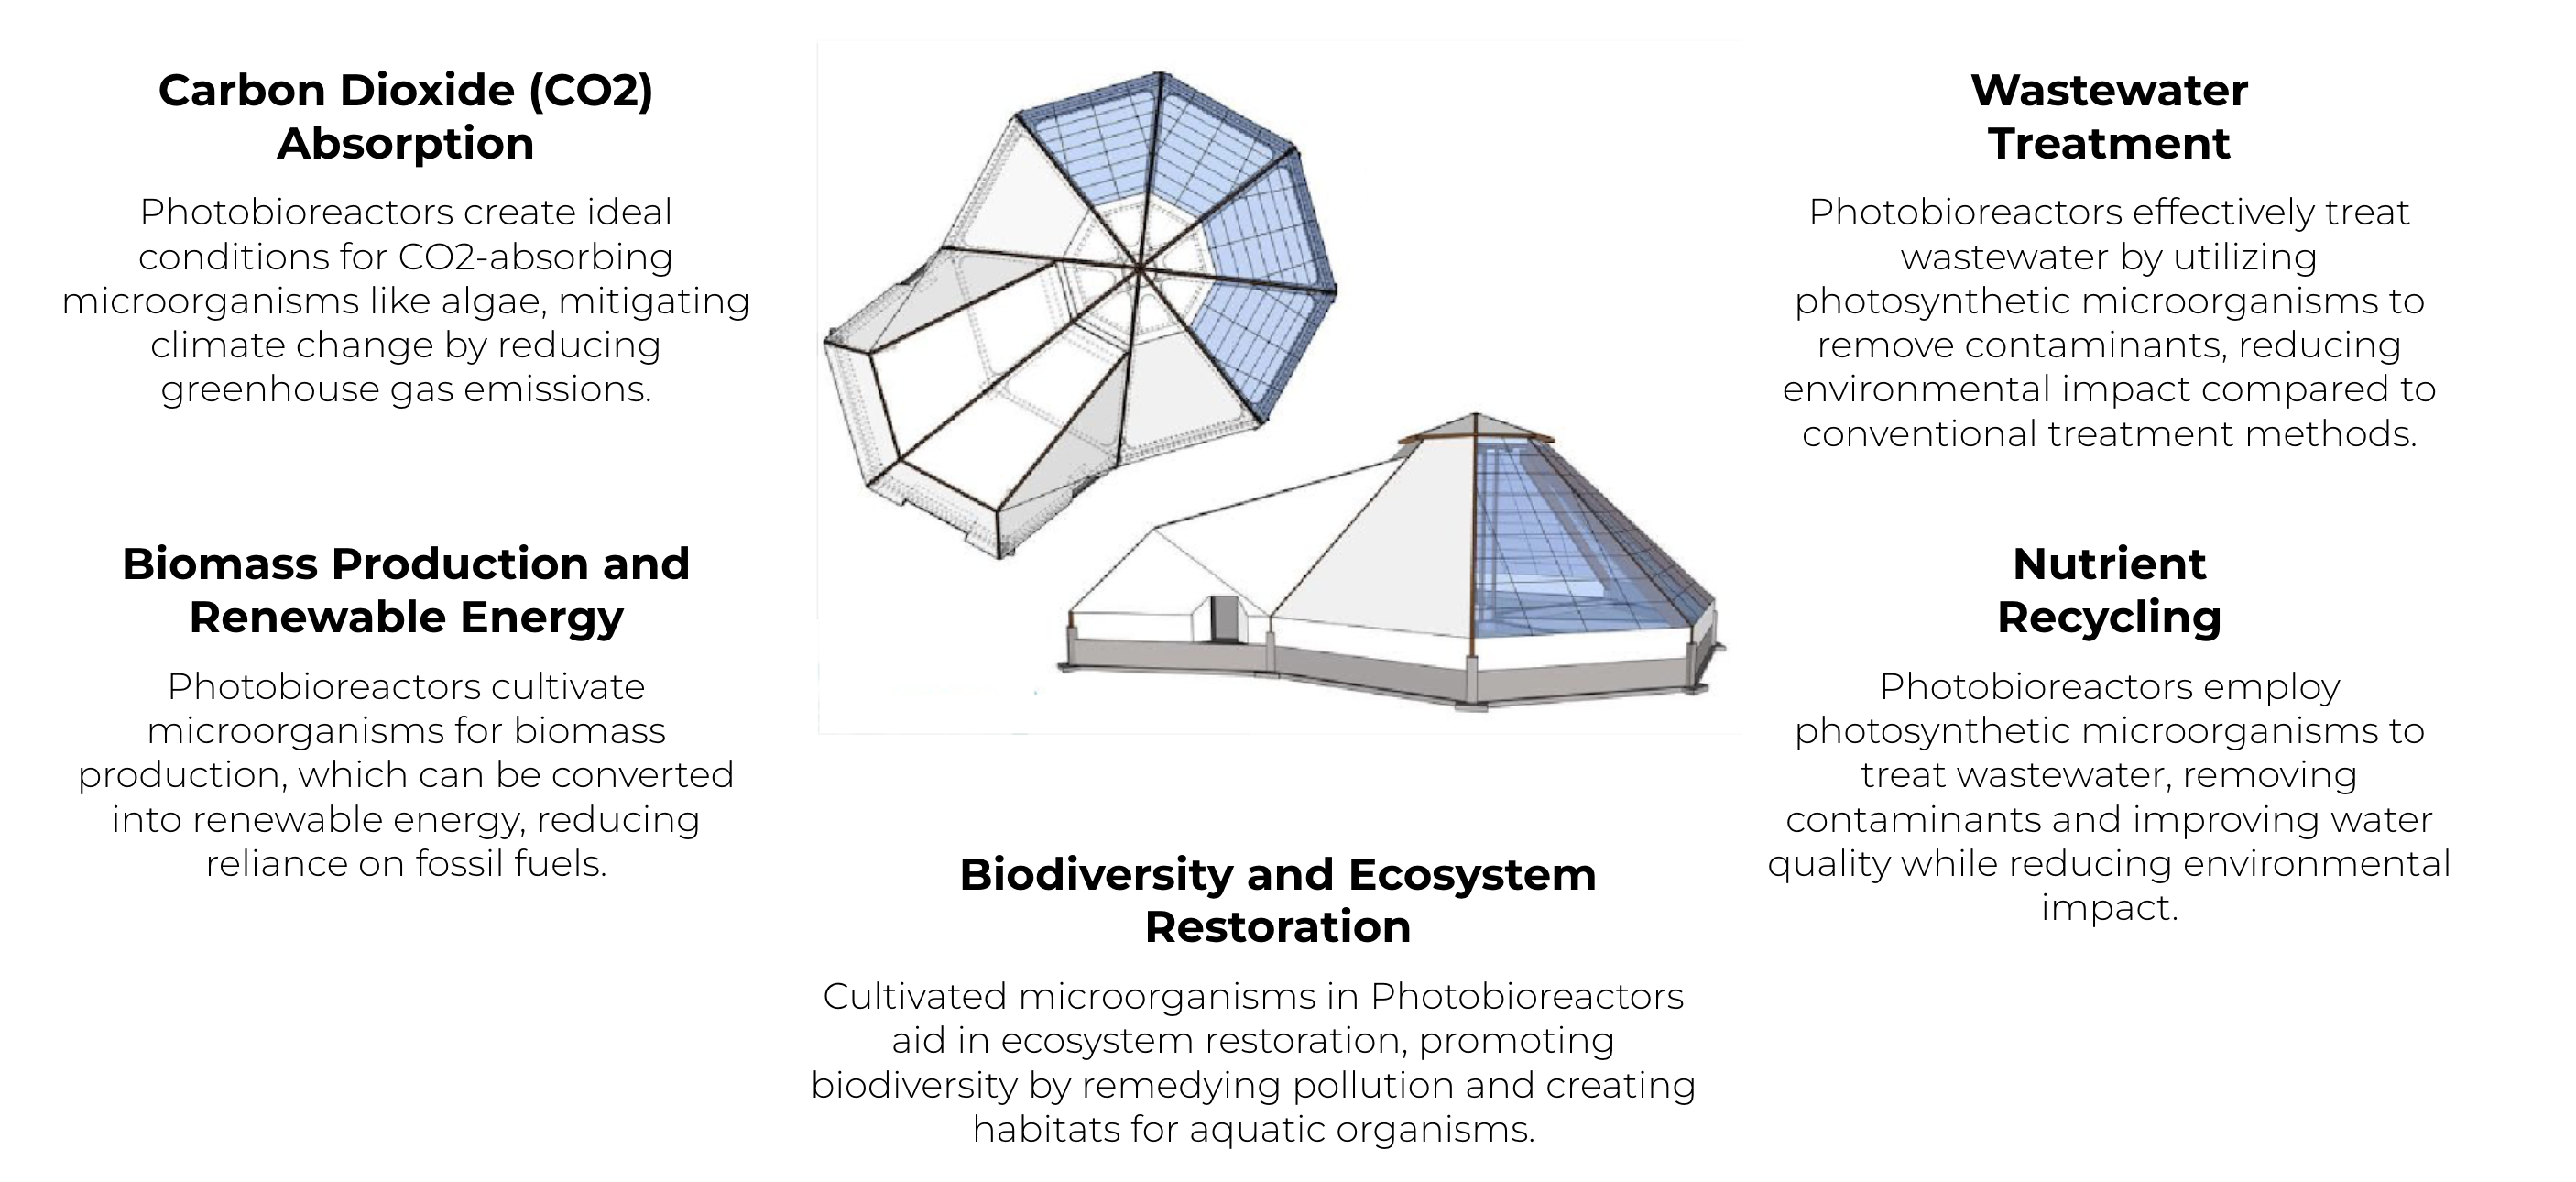 Carbon Dioxide (CO2)
Absorption
Photobioreactors create ideal
conditions for CO2-absorbing
microorganisms like algae, mitigating
climate change by reducing
greenhouse gas emissions.
Biomass Production and
Renewable Energy
Photobioreactors cultivate
microorganisms for biomass
production, which can be converted
into renewable energy, reducing
reliance on fossil fuels.
Biodiversity and Ecosystem
Restoration
Cultivated microorganisms in Photobioreactors
aid in ecosystem restoration, promoting
biodiversity by remedying pollution and creating
habitats for aquatic organisms.
Wastewater
Treatment
Photobioreactors effectively treat
wastewater by utilizing
photosynthetic microorganisms to
remove contaminants, reducing
environmental impact compared to
conventional treatment methods.
Nutrient
Recycling
Photobioreactors employ
photosynthetic microorganisms to
treat wastewater, removing
contaminants and improving water
quality while reducing environmental
impact.